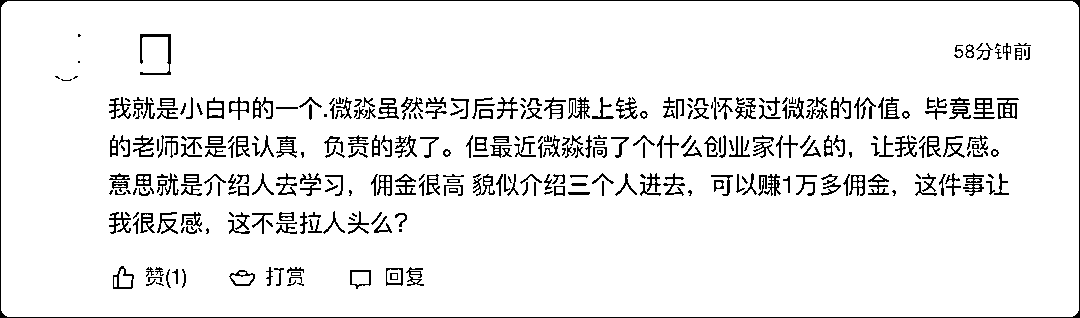 58分钟前
我就是小白中的一个.微淼虽然学习后并没有赚上钱。却没怀疑过微淼的价值。毕竟里面
的老师还是很认真，负责的教了。但最近微淼搞了个什么创业家什么的，让我很反感。
意思就是介绍人去学习，佣金很高 貌似介绍三个人进去，可以赚1万多佣金，这件事让
我很反感，这不是拉人头么？
赞(1) 打赏 回复